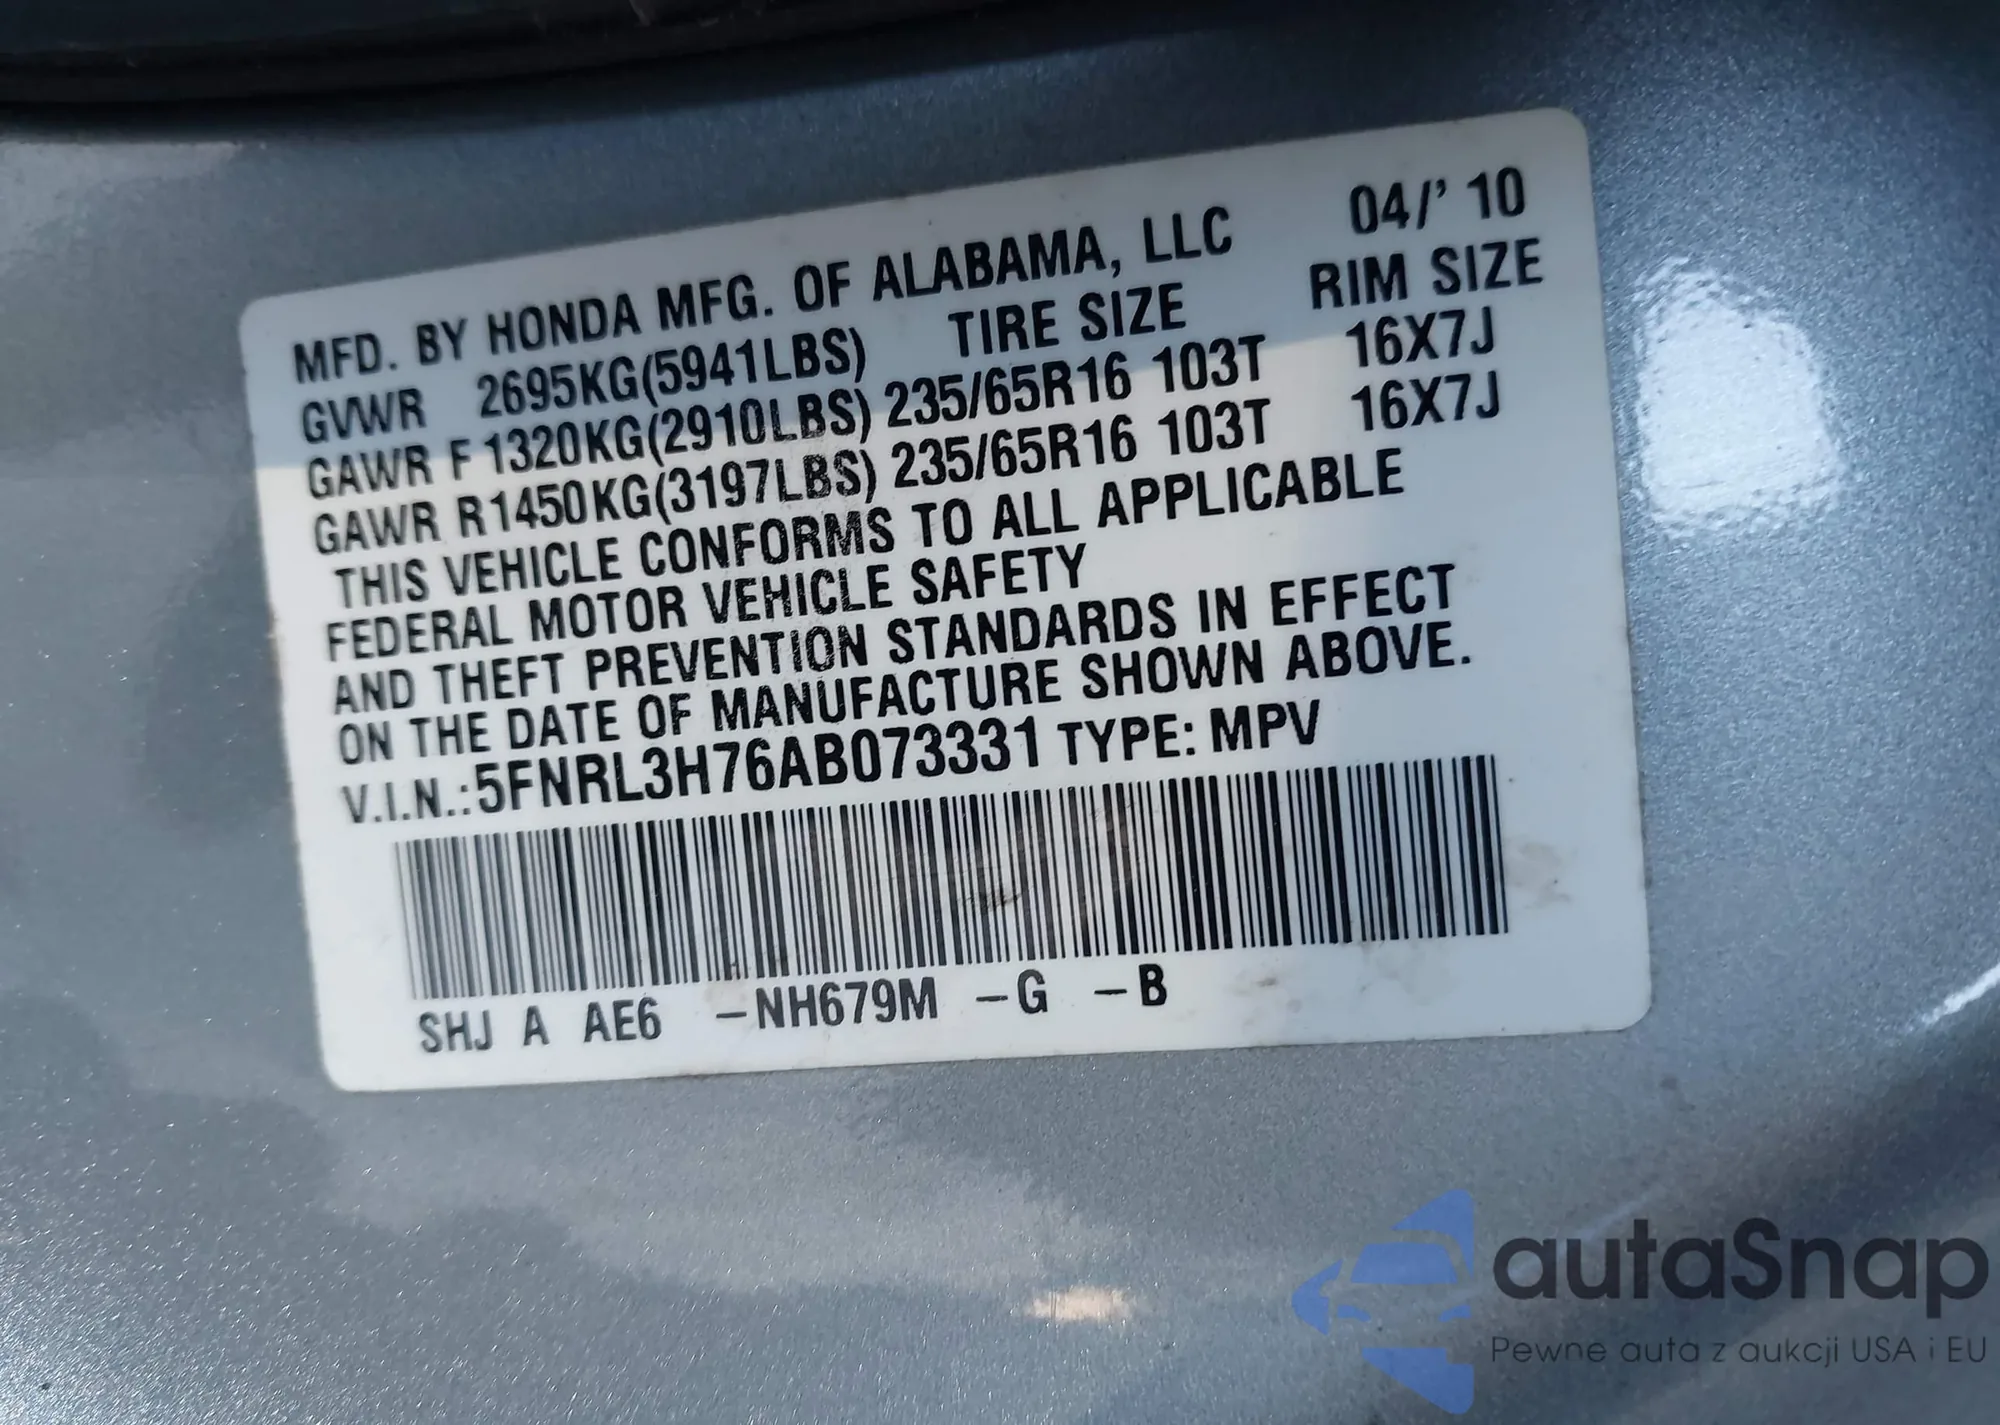 MFD. BY HONDA MFG. OF ALABAMA, LLC 04/' 10
GVWR 2695KG(5941LBS) TIRE SIZE RIM SIZE
GAWR F 1320KG(2910LBS) 235/65R16 103T 16X7J
GAWR R1450KG(3197LBS) 235/65R16 103T 16X7J
THIS VEHICLE CONFORMS TO ALL APPLICABLE
FEDERAL MOTOR VEHICLE SAFETY
AND THEFT PREVENTION STANDARDS IN EFFECT
ON THE DATE OF MANUFACTURE SHOWN ABOVE.
V.I.N.:5FNRL3H76AB073331 TYPE: MPV
SHJ A AE6 –NH679M –G –B
autaSnap
Pewne auta z aukcji USA i EU